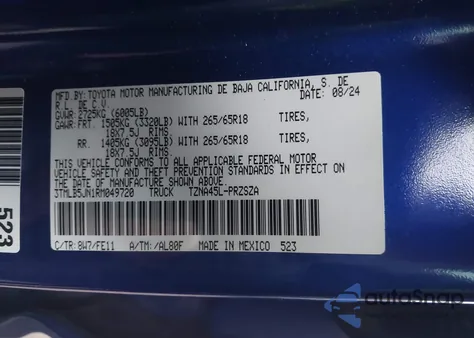 MFD. BY: TOYOTA MOTOR MANUFACTURING DE BAJA CALIFORNIA, S. DE
R.L. DE C.V. DATE: 08/24
GVWR: 2725KG (6005LB)
GAWR: FRT. 1505KG (3320LB) WITH 265/65R18 TIRES,
18X7.5J RIMS
RR. 1405KG (3095LB) WITH 265/65R18 TIRES,
18X7.5J RIMS
THIS VEHICLE CONFORMS TO ALL APPLICABLE FEDERAL MOTOR
VEHICLE SAFETY AND THEFT PREVENTION STANDARDS IN EFFECT ON
THE DATE OF MANUFACTURE SHOWN ABOVE.
3TMLB5JN1RM049720 TRUCK TZNA45L-PRZSZA
C/TR: 8W7/FE11 A/TM: /AL80F MADE IN MEXICO 523
523
autoSnap